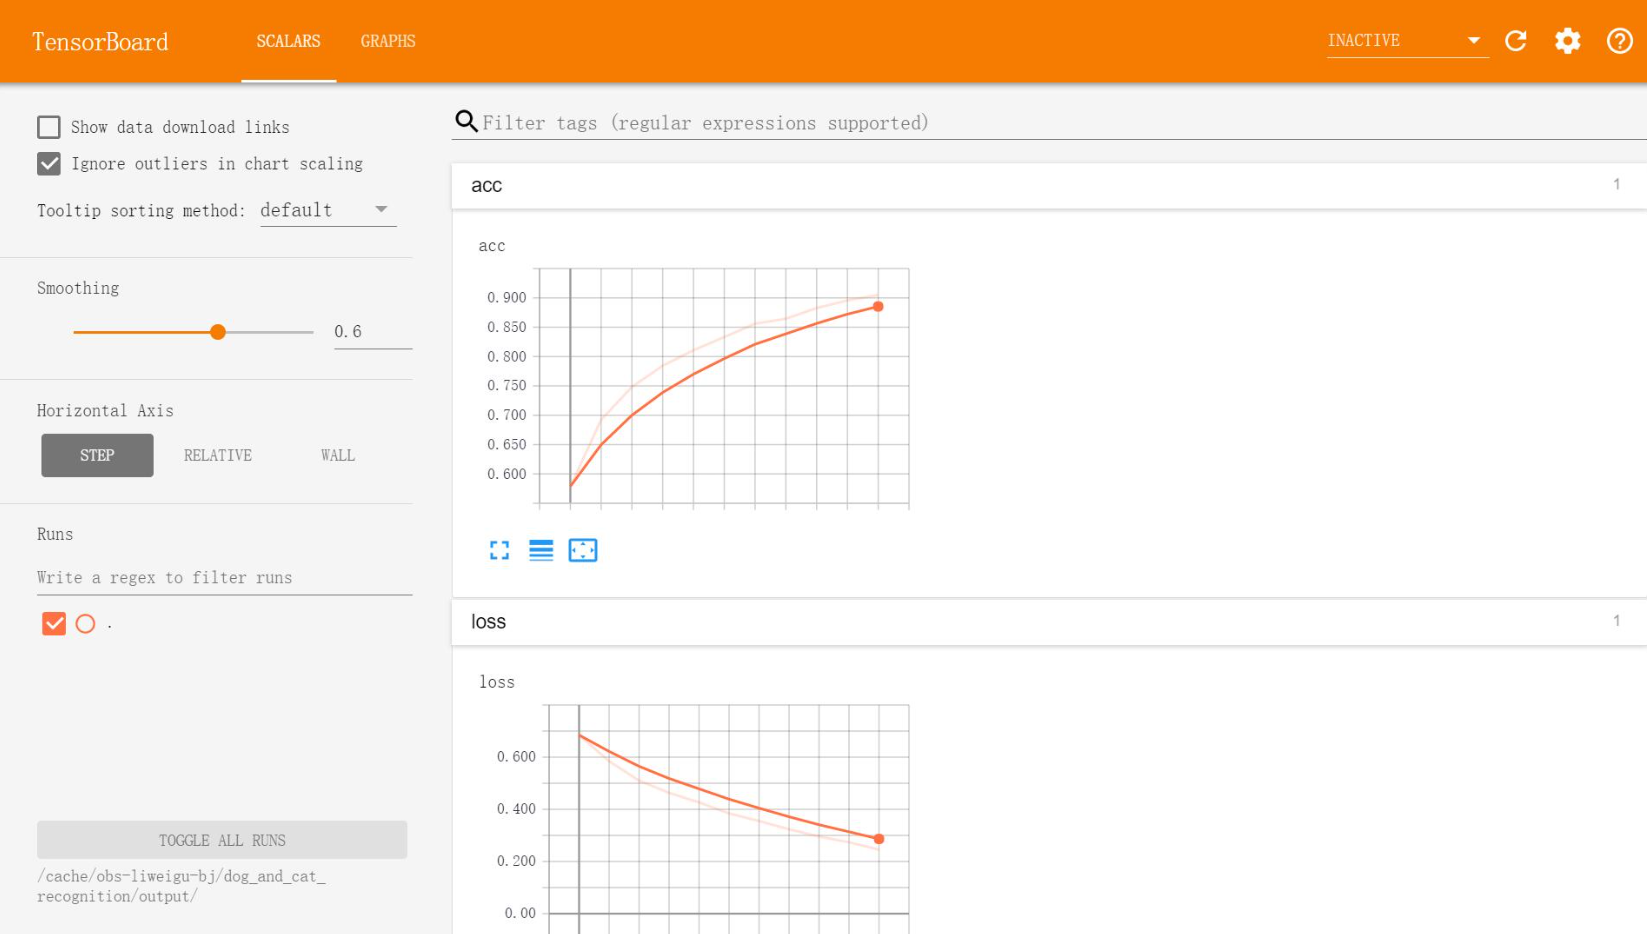 TensorBoard
SCALARS
GRAPHS
INACTIVE
Show data download links
Ignore outliers in chart scaling
Tooltip sorting method: default
Smoothing
0.6
Horizontal Axis
STEP
RELATIVE
WALL
Runs
Write a regex to filter runs
.
TOGGLE ALL RUNS
/cache/obs-liweigu-bj/dog_and_cat_
recognition/output/
Filter tags (regular expressions supported)
acc
1
acc
0.900
0.850
0.800
0.750
0.700
0.650
0.600
loss
1
loss
0.600
0.400
0.200
0.00